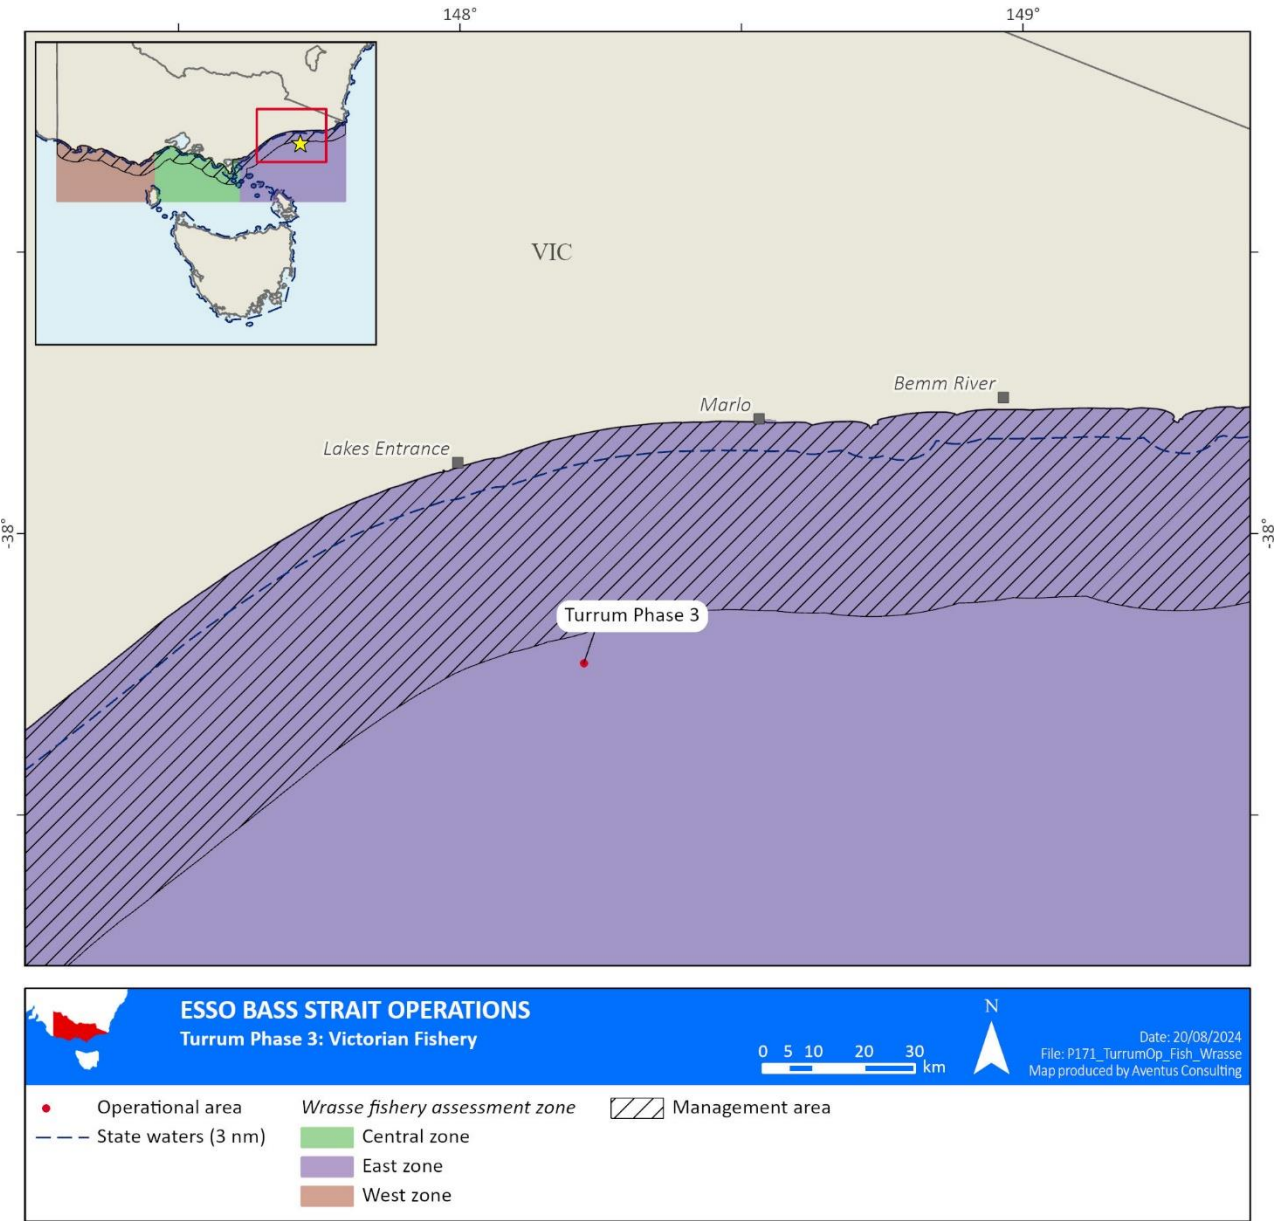 148°
149°
VIC
Bemm River
Marlo
Lakes Entrance
-38°
-38°
Turrum Phase 3
ESSO BASS STRAIT OPERATIONS
Turrum Phase 3: Victorian Fishery
0 5 10 20 30
km
N
Date: 20/08/2024
File: P171_TurrumOp_Fish_Wrasse
Map produced by Aventus Consulting
Operational area
State waters (3 nm)
Wrasse fishery assessment zone
Central zone
East zone
West zone
Management area